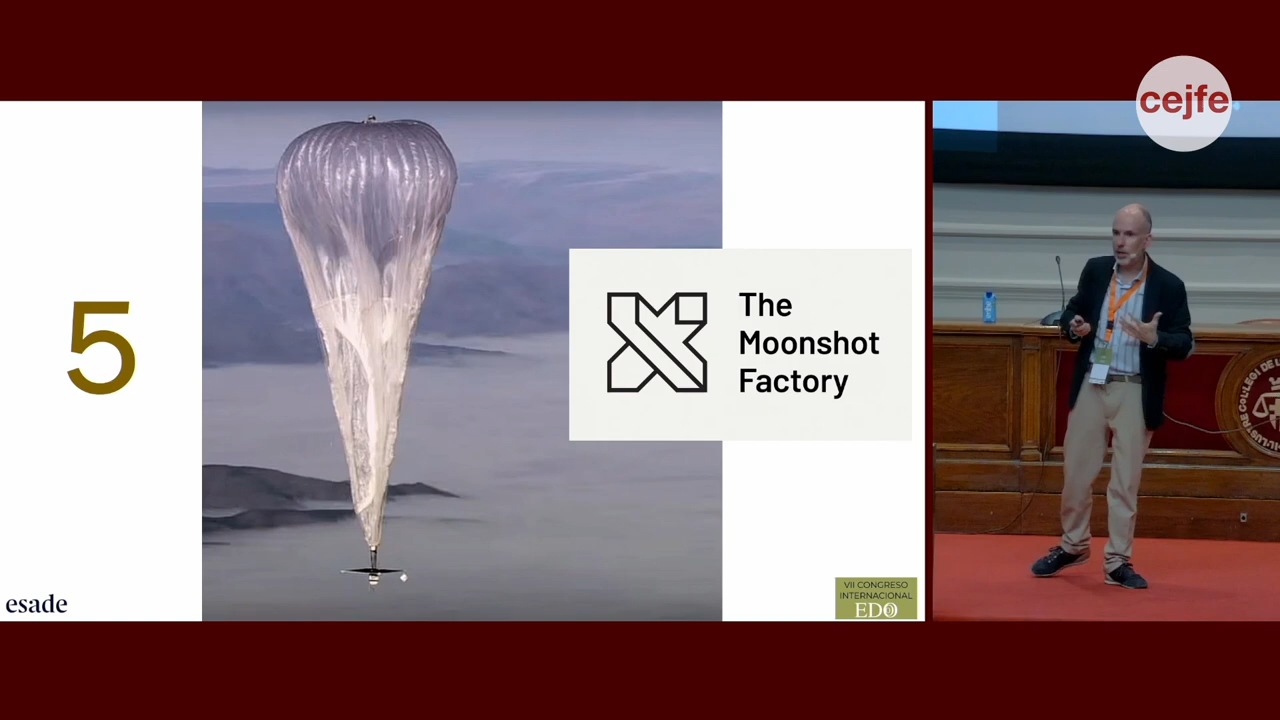 cejfe
5
The
Moonshot
Factory
esade
VII CONGRESO
INTERNACIONAL
EDO